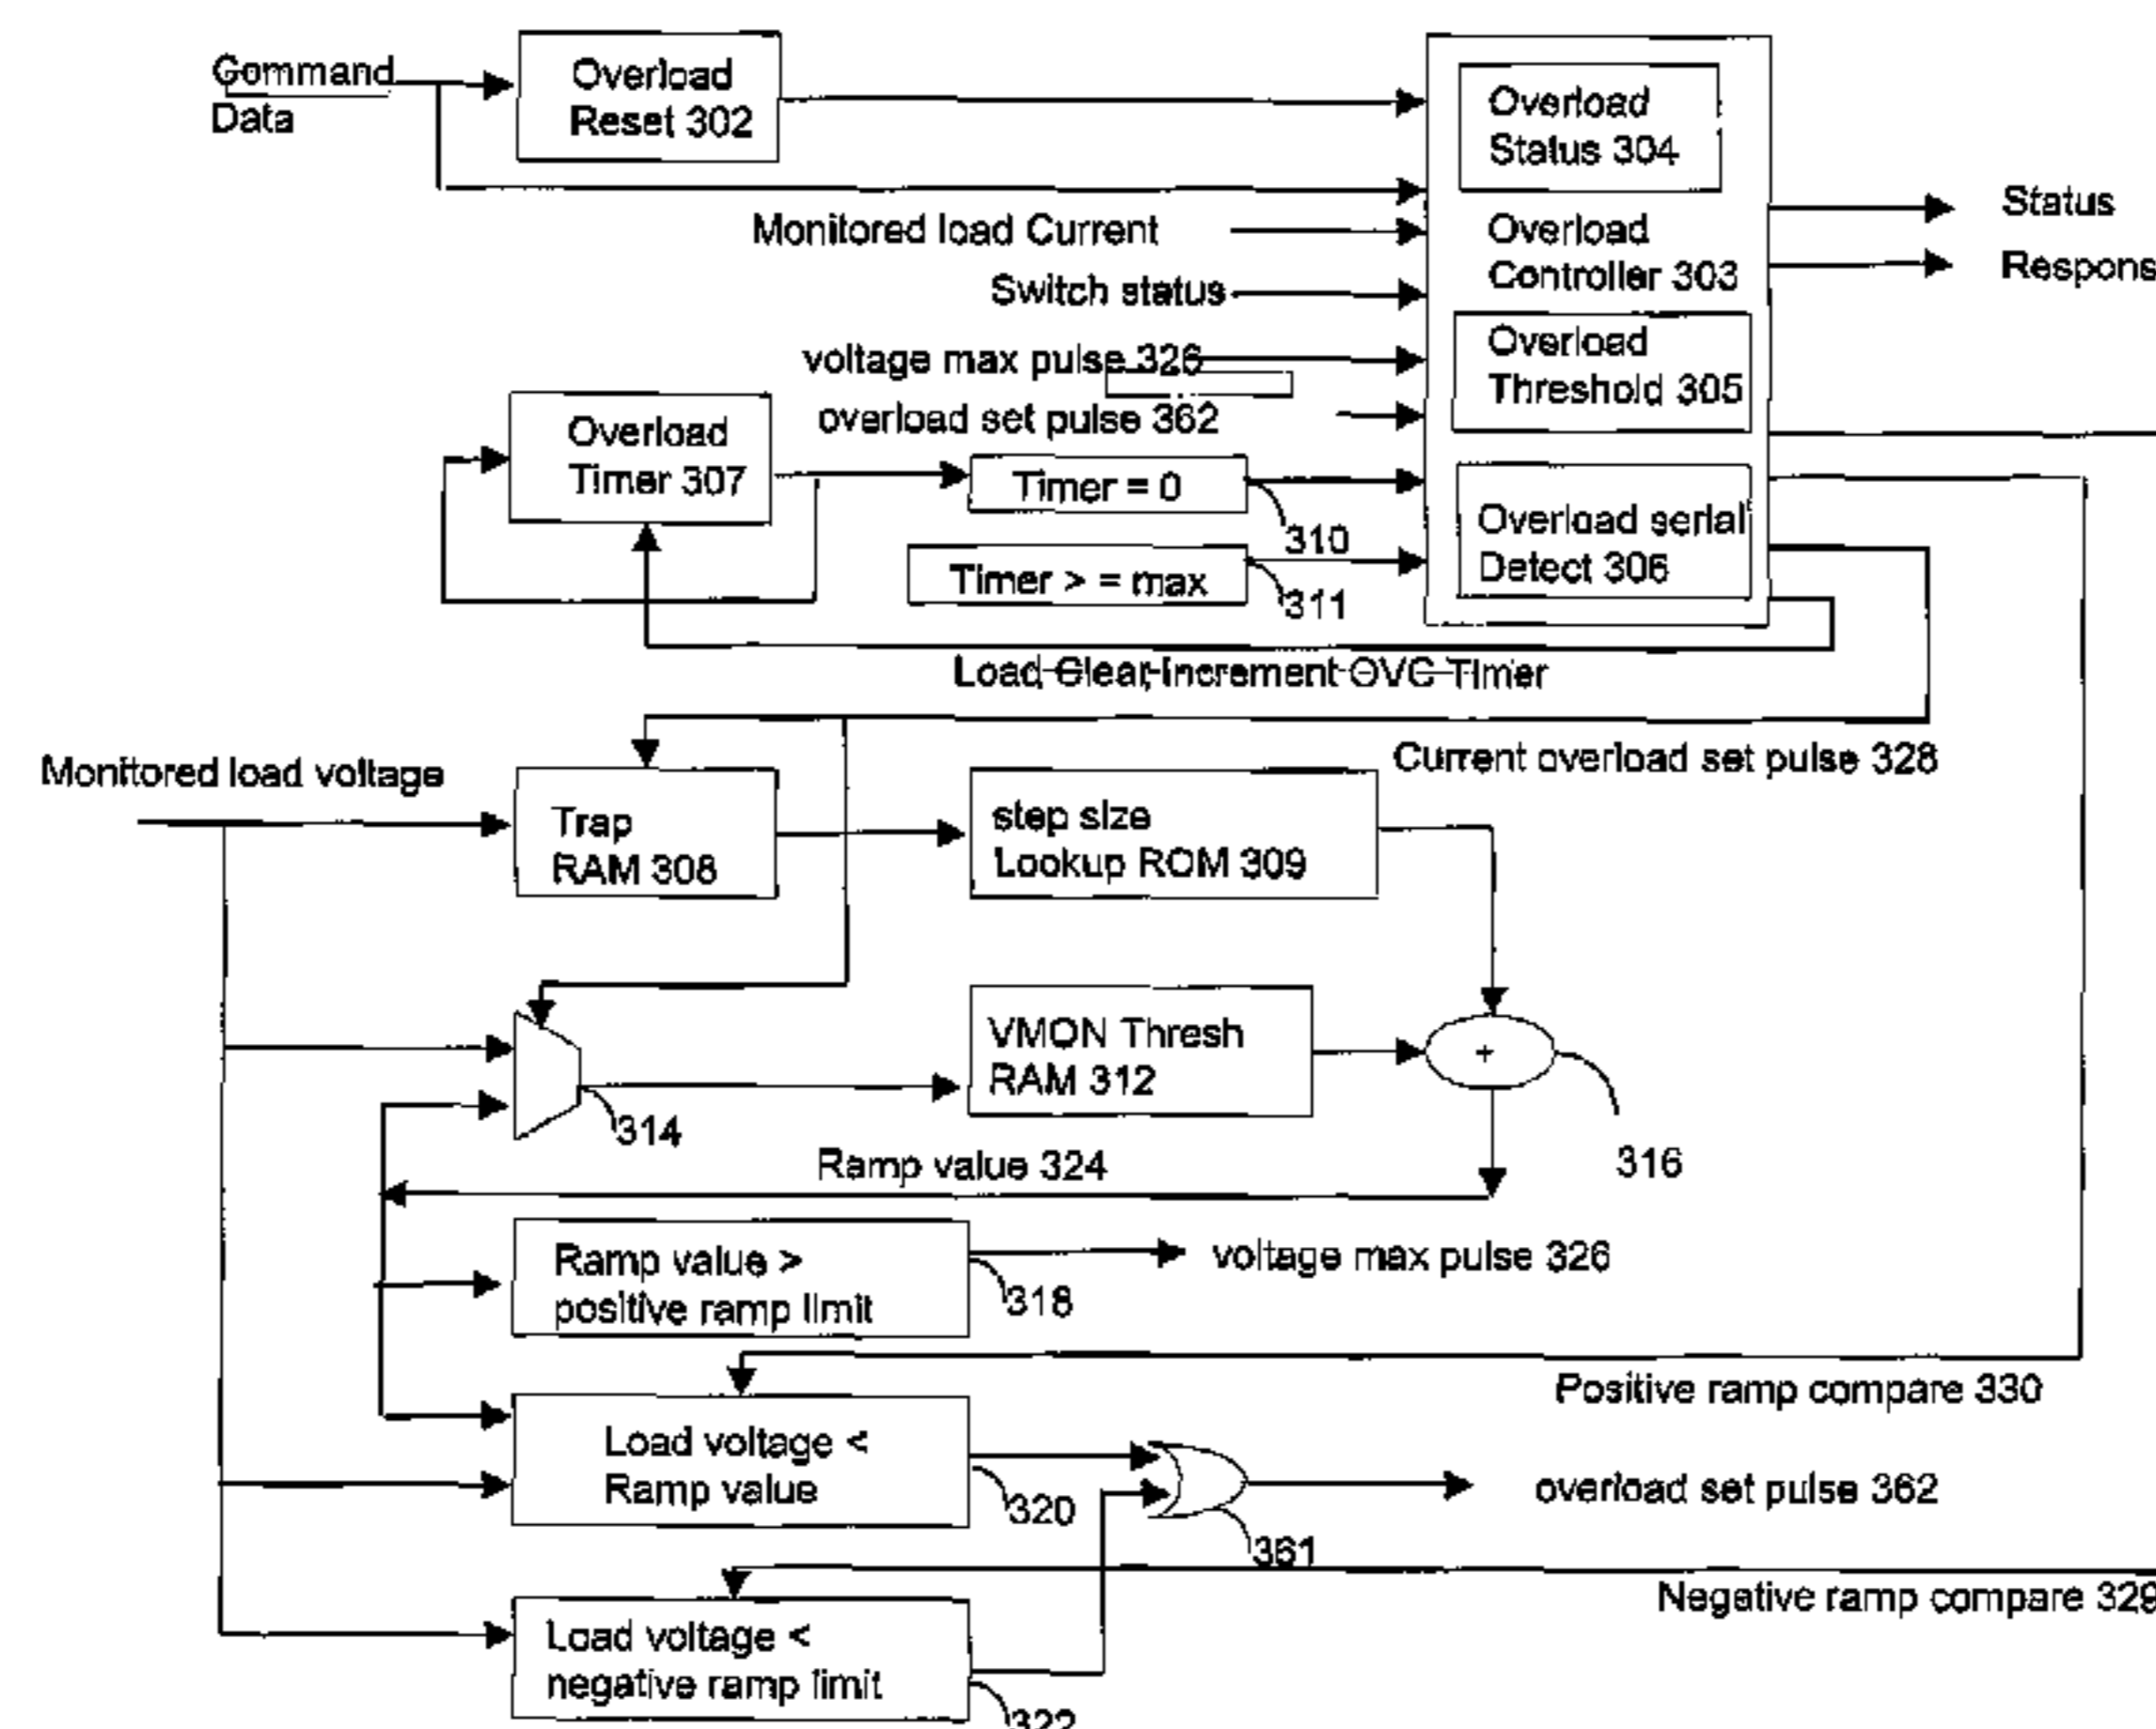 Command
Data
Overload
Reset 302
Overload
Status 304
Monitored load Current
Overload
Controller 303
Status
Respons
Switch status
voltage max pulse 326
overload set pulse 362
Overload
Threshold 305
Overload
Timer 307
Timer = 0
310
Timer > = max
311
Overload serial
Detect 306
Load Clear,Increment OVC Timer
Current overload set pulse 328
Monitored load voltage
Trap
RAM 308
step size
Lookup ROM 309
314
VMON Thresh
RAM 312
+
316
Ramp value 324
Ramp value >
positive ramp limit
318
voltage max pulse 326
Positive ramp compare 330
Load voltage <
Ramp value
320
361
overload set pulse 362
Negative ramp compare 329
Load voltage <
negative ramp limit
322